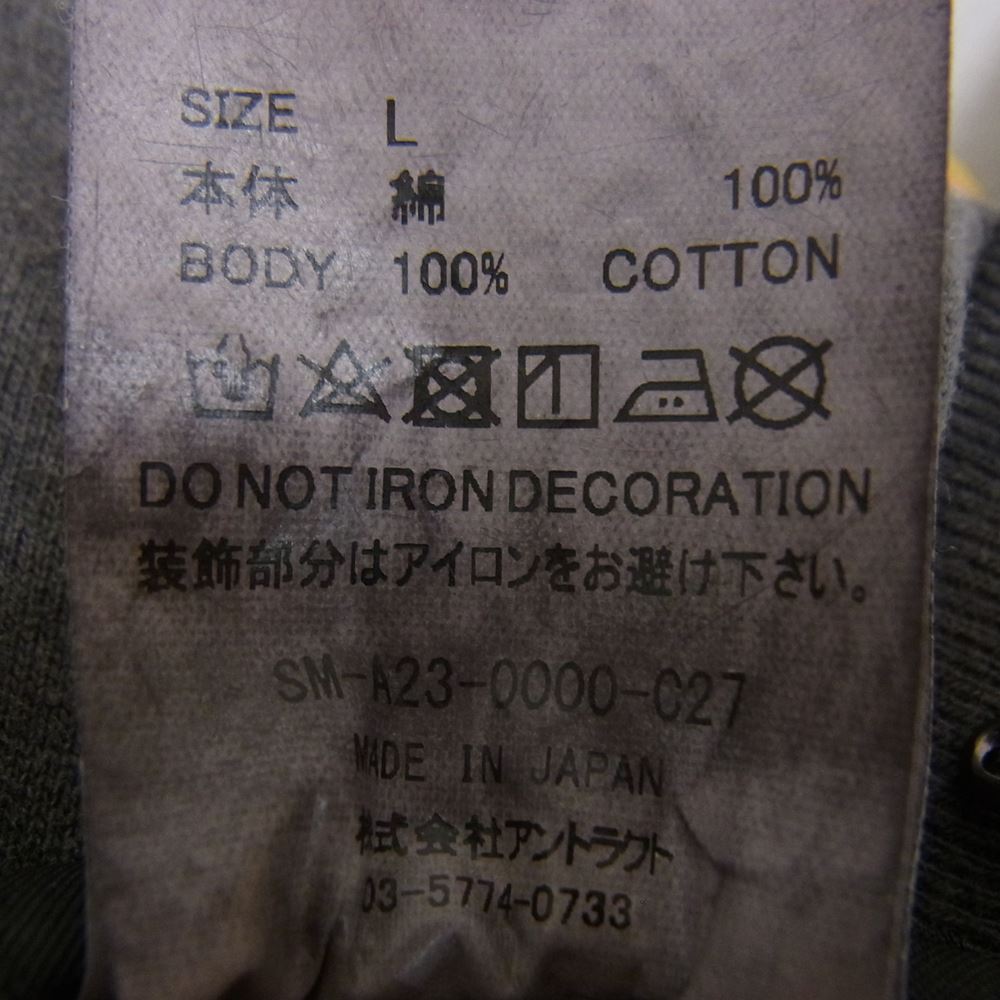 SIZE L
本体 綿 100%
BODY 100% COTTON
DO NOT IRON DECORATION
装飾部分はアイロンをお避け下さい。
SM-A23-0000-C27
MADE IN JAPAN
株式会社アントラクト
03-5774-0733